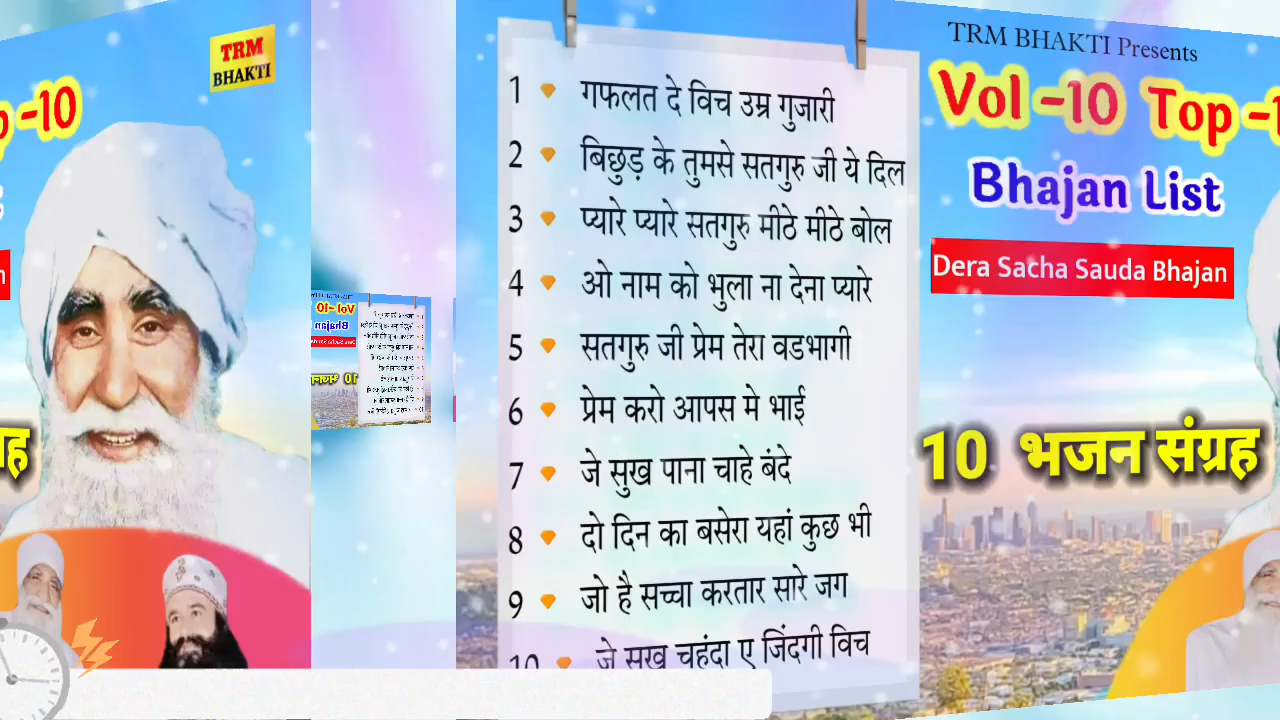 TRM
BHAKTI
-10
1 गफलत दे विच उम्र गुजारी
2 बिछुड़ के तुमसे सतगुरु जी ये दिल
3 प्यारे प्यारे सतगुरु मीठे मीठे बोल
4 ओ नाम को भुला ना देना प्यारे
5 सतगुरु जी प्रेम तेरा वडभागी
6 प्रेम करो आपस मे भाई
7 जे सुख पाना चाहे बंदे
8 दो दिन का बसेरा यहां कुछ भी
9 जो है सच्चा करतार सारे जग
10 जे सुख चहंदा ए जिंदगी विच
TRM BHAKTI Presents
Vol -10 Top -1
Bhajan List
Dera Sacha Sauda Bhajan
10 भजन संग्रह